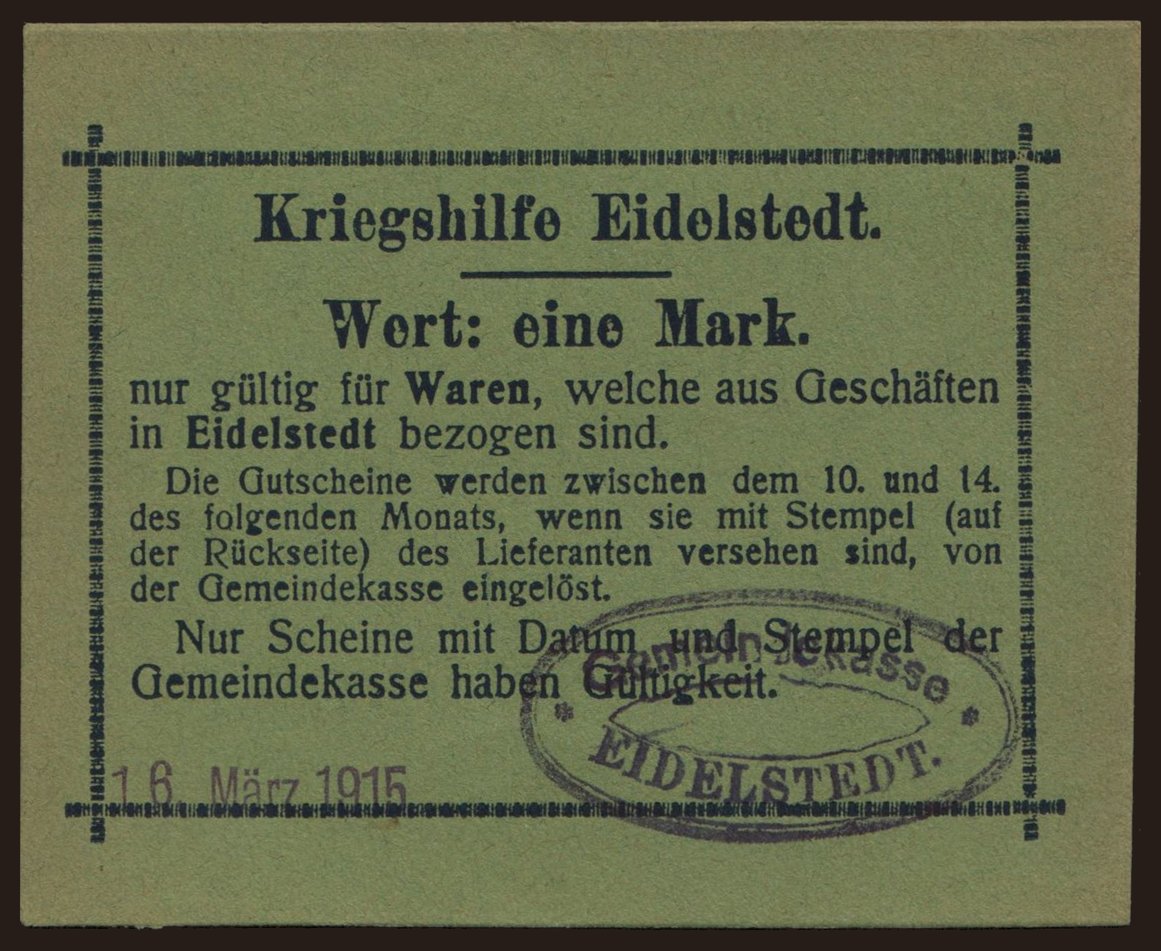 Kriegshilfe Eidelstedt.
Wert: eine Mark.
nur gültig für Waren, welche aus Geschäften
in Eidelstedt bezogen sind.
Die Gutscheine werden zwischen dem 10. und 14.
des folgenden Monats, wenn sie mit Stempel (auf
der Rückseite) des Lieferanten versehen sind, von
der Gemeindekasse eingelöst.
Nur Scheine mit Datum und Stempel der
Gemeindekasse haben Gültigkeit.
Gemeindekasse
EIDELSTEDT.
16 März 1915